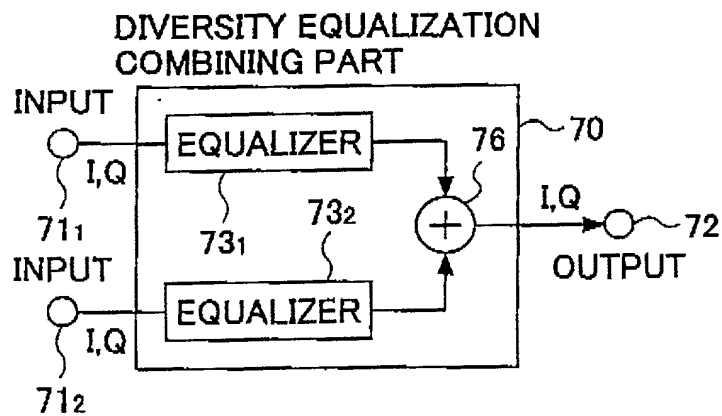 DIVERSITY EQUALIZATION
COMBINING PART
INPUT
EQUALIZER
70
I,Q
76
71₁
73₁
73₂
I,Q
72
INPUT
OUTPUT
EQUALIZER
I,Q
71₂
+